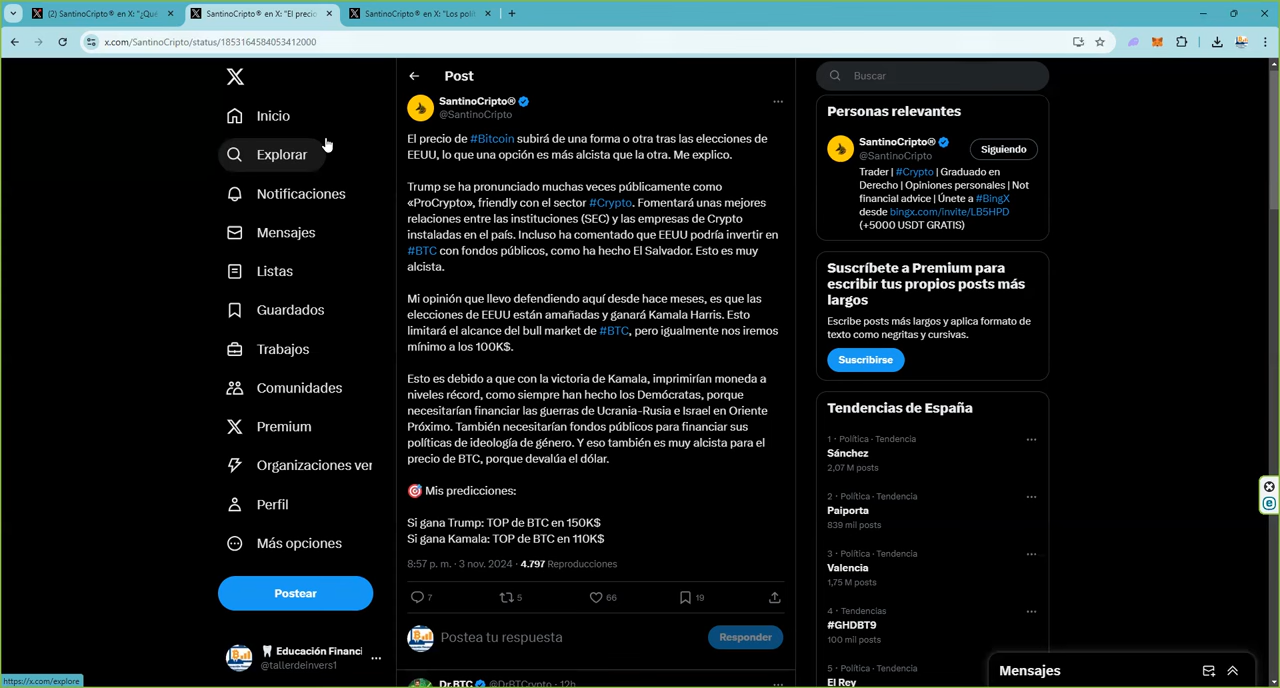 (2) SantinoCripto® en X: "¿Qué
SantinoCripto® en X: "El precio
SantinoCripto® en X: "Los polí
x.com/SantinoCripto/status/1853164584053412000
Inicio
Explorar
Notificaciones
Mensajes
Listas
Guardados
Trabajos
Comunidades
Premium
Organizaciones ver
Perfil
Más opciones
Postear
Educación Financi
@tallerdeinvers1
https://x.com/explore
Post
SantinoCripto®
@SantinoCripto
El precio de #Bitcoin subirá de una forma o otra tras las elecciones de
EEUU, lo que una opción es más alcista que la otra. Me explico.
Trump se ha pronunciado muchas veces públicamente como
«ProCrypto», friendly con el sector #Crypto. Fomentará unas mejores
relaciones entre las instituciones (SEC) y las empresas de Crypto
instaladas en el país. Incluso ha comentado que EEUU podría invertir en
#BTC con fondos públicos, como ha hecho El Salvador. Esto es muy
alcista.
Mi opinión que llevo defendiendo aquí desde hace meses, es que las
elecciones de EEUU están amañadas y ganará Kamala Harris. Esto
limitará el alcance del bull market de #BTC, pero igualmente nos iremos
mínimo a los 100K$.
Esto es debido a que con la victoria de Kamala, imprimirían moneda a
niveles récord, como siempre han hecho los Demócratas, porque
necesitarían financiar las guerras de Ucrania-Rusia e Israel en Oriente
Próximo. También necesitarían fondos públicos para financiar sus
políticas de ideología de género. Y eso también es muy alcista para el
precio de BTC, porque devalúa el dólar.
🎯 Mis predicciones:
Si gana Trump: TOP de BTC en 150K$
Si gana Kamala: TOP de BTC en 110K$
8:57 p. m. · 3 nov. 2024 · 4.797 Reproducciones
7 5 66 19
Postea tu respuesta
Responder
Dr.BTC @DrBTCrypto · 12h
Buscar
Personas relevantes
SantinoCripto®
@SantinoCripto
Siguiendo
Trader | #Crypto | Graduado en
Derecho | Opiniones personales | Not
financial advice | Únete a #BingX
desde bingx.com/invite/LB5HPD
(+5000 USDT GRATIS)
Suscríbete a Premium para
escribir tus propios posts más
largos
Escribe posts más largos y aplica formato de
texto como negritas y cursivas.
Suscribirse
Tendencias de España
1 · Política · Tendencia
Sánchez
2,07 M posts
2 · Política · Tendencia
Paiporta
839 mil posts
3 · Política · Tendencia
Valencia
1,75 M posts
4 · Tendencias
#GHDBT9
100 mil posts
5 · Política · Tendencia
El Rey
Mensajes